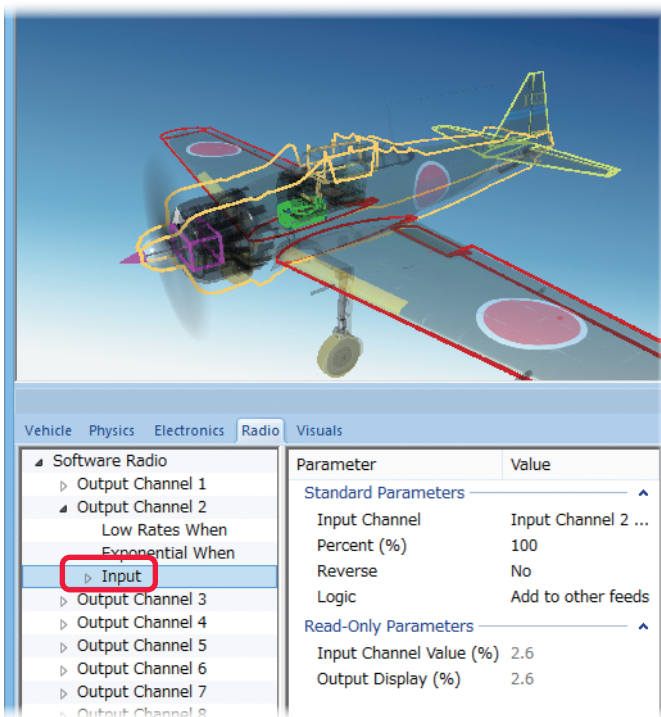 Vehicle Physics Electronics Radio Visuals
Software Radio
Output Channel 1
Output Channel 2
Low Rates When
Exponential When
Input
Output Channel 3
Output Channel 4
Output Channel 5
Output Channel 6
Output Channel 7
Output Channel 8
Parameter Value
Standard Parameters
Input Channel Input Channel 2 ...
Percent (%) 100
Reverse No
Logic Add to other feeds
Read-Only Parameters
Input Channel Value (%) 2.6
Output Display (%) 2.6